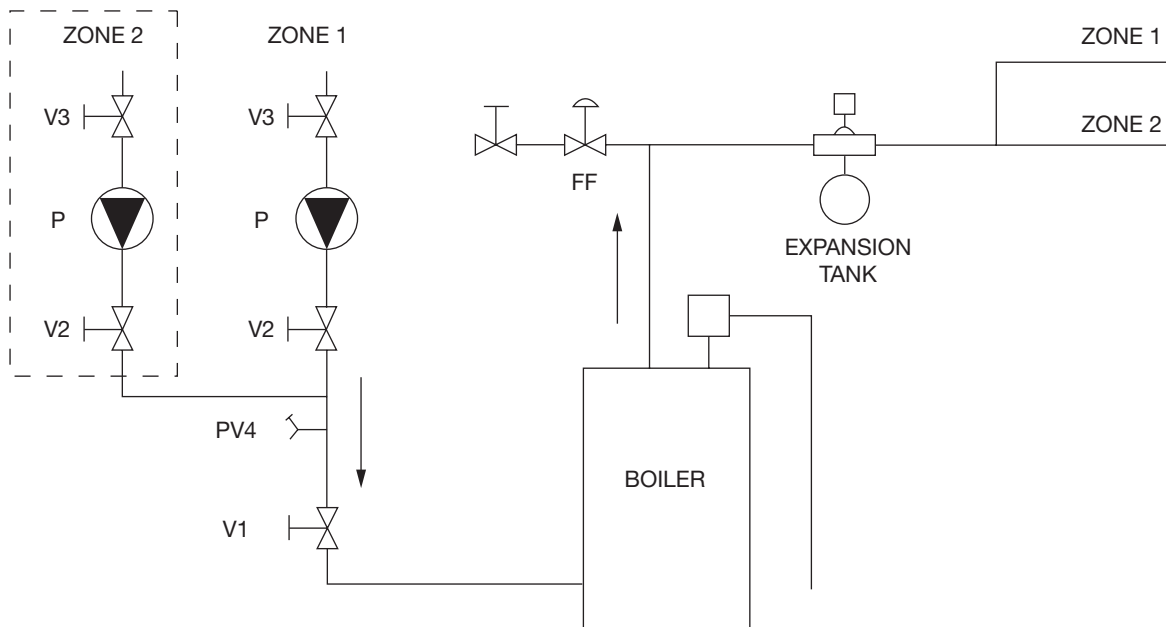 ZONE 2
ZONE 1
ZONE 1
V3
V3
ZONE 2
FF
P
P
EXPANSION
TANK
V2
V2
PV4
BOILER
V1